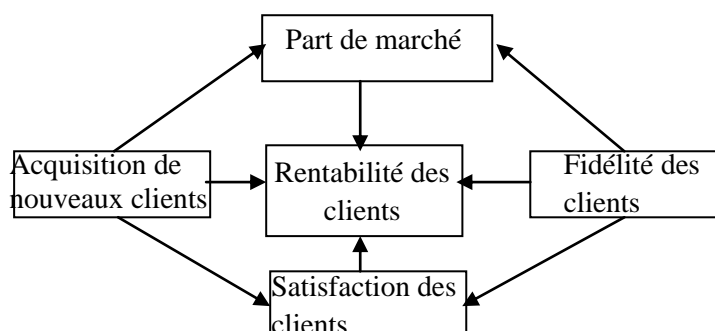 Part de marché
Acquisition de
nouveaux clients
Rentabilité des
clients
Fidélité des
clients
Satisfaction des
clients